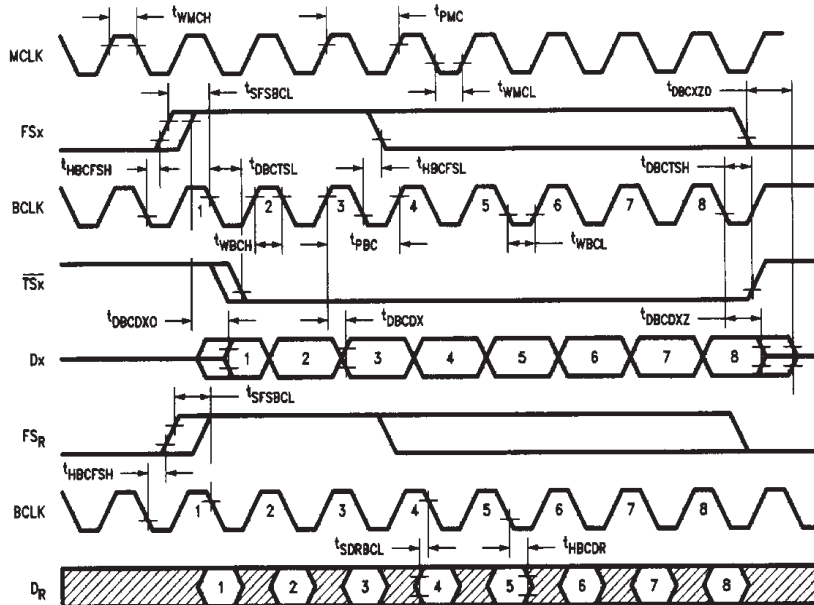 tWMCH tPMC
MCLK
tSFSBCL tWMCL tDBCXZO
FSX
tHBCFSH tDBCTSL tHBCFSL tDBCTSH
BCLK 1 2 3 4 5 6 7 8
tWBCH tPBC tWBCL
TSX
tDBCDXO tDBCDX tDBCDXZ
DX 1 2 3 4 5 6 7 8
tSFSBCL
FSR
tHBCFSH
BCLK 1 2 3 4 5 6 7 8
tSDRBCL tHBCDR
DR 1 2 3 4 5 6 7 8